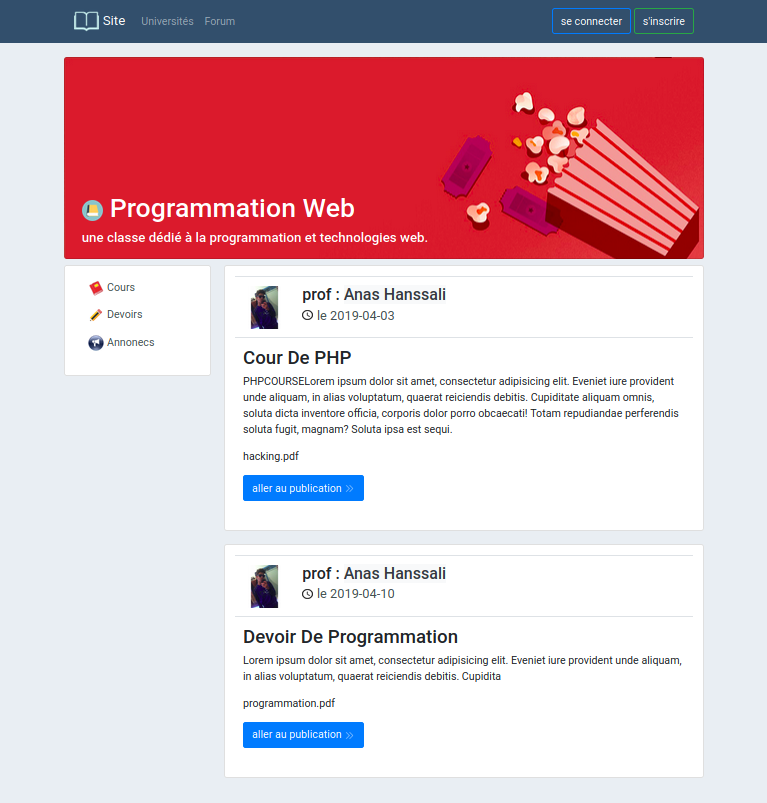 Site Universités Forum se connecter s'inscrire
Programmation Web
une classe dédié à la programmation et technologies web.
Cours
Devoirs
Annonecs
prof : Anas Hanssali
le 2019-04-03
Cour De PHP
PHPCOURSELorem ipsum dolor sit amet, consectetur adipisicing elit. Eveniet iure provident
unde aliquam, in alias voluptatum, quaerat reiciendis debitis. Cupiditate aliquam omnis,
soluta dicta inventore officia, corporis dolor porro obcaecati! Totam repudiandae perferendis
soluta fugit, magnam? Soluta ipsa est sequi.
hacking.pdf
aller au publication »
prof : Anas Hanssali
le 2019-04-10
Devoir De Programmation
Lorem ipsum dolor sit amet, consectetur adipisicing elit. Eveniet iure provident unde aliquam,
in alias voluptatum, quaerat reiciendis debitis. Cupidita
programmation.pdf
aller au publication »